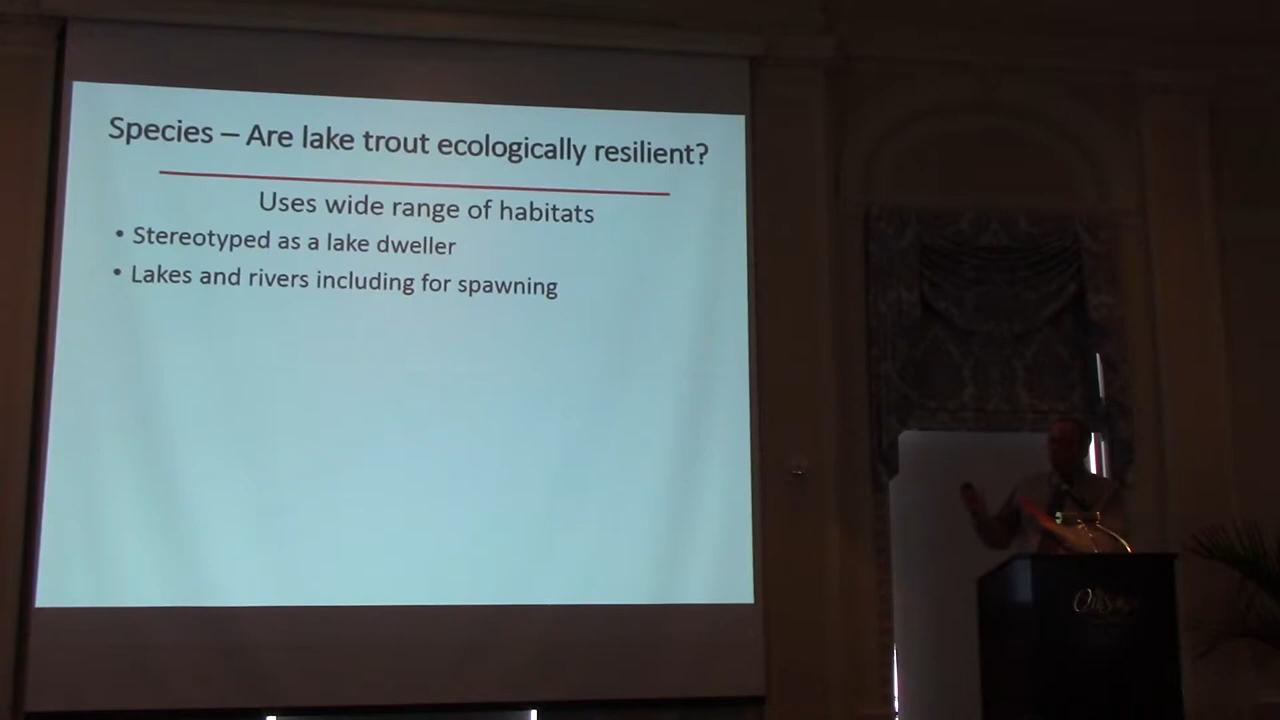 Species – Are lake trout ecologically resilient?
Uses wide range of habitats
• Stereotyped as a lake dweller
• Lakes and rivers including for spawning